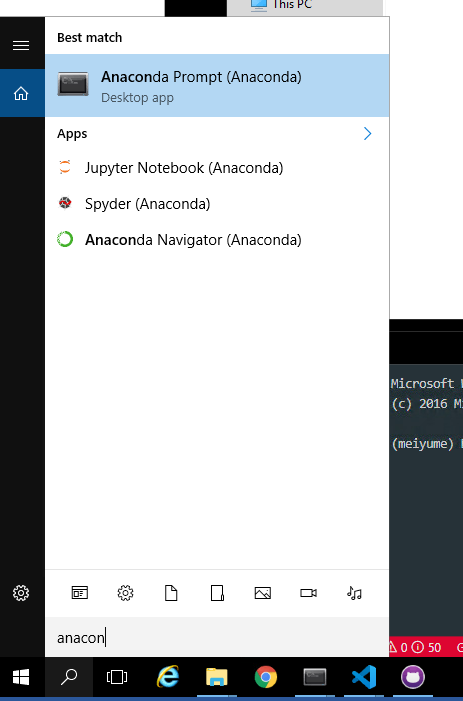 This PC
Best match
Anaconda Prompt (Anaconda)
Desktop app
Apps
Jupyter Notebook (Anaconda)
Spyder (Anaconda)
Anaconda Navigator (Anaconda)
Microsoft
(c) 2016
(meiyume)
0 50
anacon